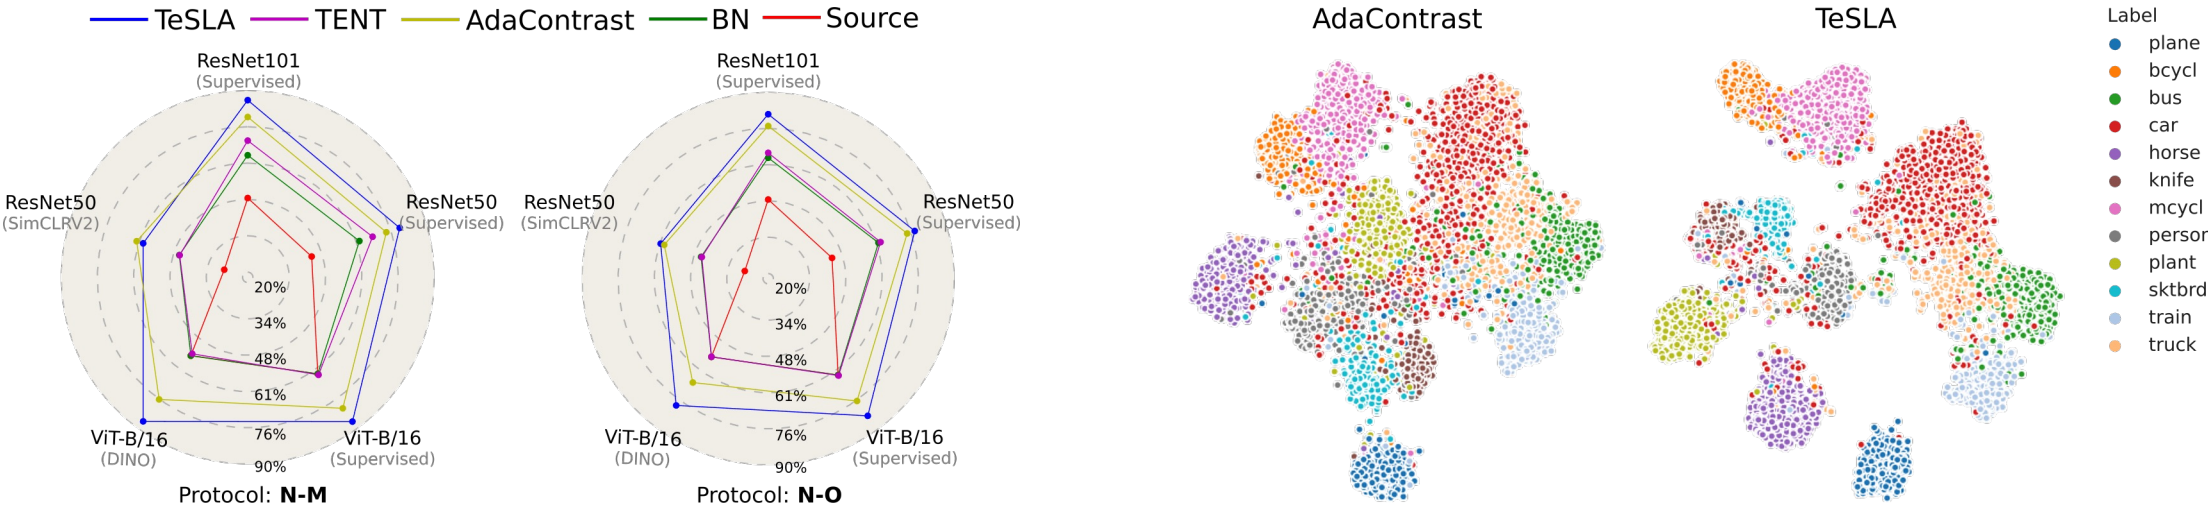 TeSLA TENT AdaContrast BN Source
ResNet101
(Supervised)
ResNet50
(Supervised)
ResNet50
(SimCLRV2)
20%
34%
48%
61%
76%
90%
ViT-B/16
(DINO)
ViT-B/16
(Supervised)
Protocol: N-M
ResNet101
(Supervised)
ResNet50
(Supervised)
ResNet50
(SimCLRV2)
20%
34%
48%
61%
76%
90%
ViT-B/16
(DINO)
ViT-B/16
(Supervised)
Protocol: N-O
AdaContrast
TeSLA
Label
plane
bcycl
bus
car
horse
knife
mcycl
person
plant
sktbrd
train
truck